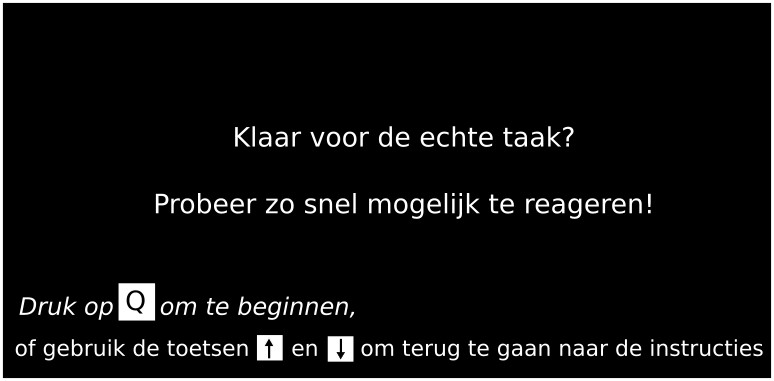 Klaar voor de echte taak?
Probeer zo snel mogelijk te reageren!
Druk op Q om te beginnen,
of gebruik de toetsen ↑ en ↓ om terug te gaan naar de instructies